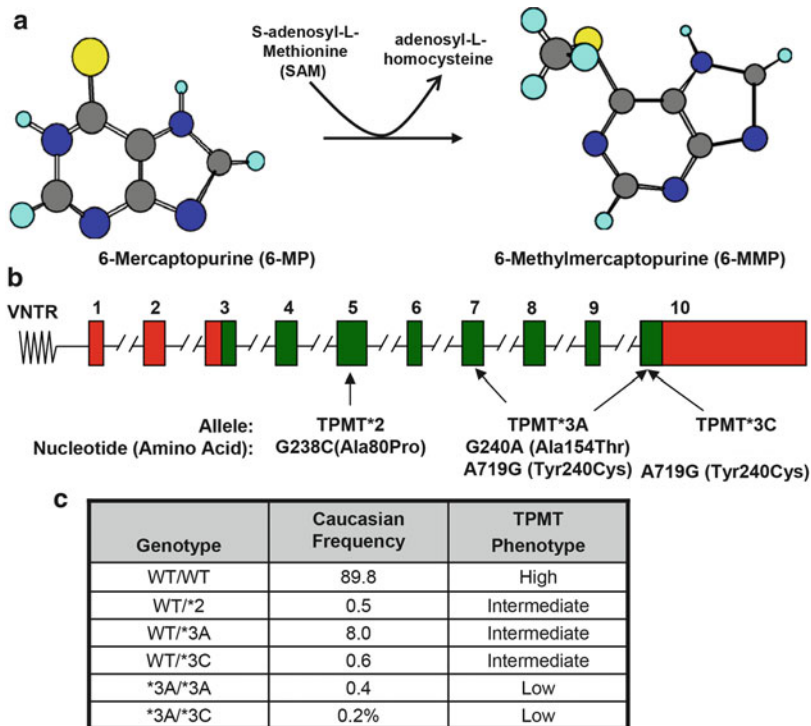 a
S-adenosyl-L-
Methionine
(SAM)
adenosyl-L-
homocysteine
6-Mercaptopurine (6-MP)
6-Methylmercaptopurine (6-MMP)
b
VNTR 1 2 3 4 5 6 7 8 9 10
Allele: TPMT*2 TPMT*3A TPMT*3C
Nucleotide (Amino Acid): G238C(Ala80Pro) G240A (Ala154Thr)
A719G (Tyr240Cys) A719G (Tyr240Cys)
c
Genotype Caucasian Frequency TPMT Phenotype
WT/WT 89.8 High
WT/*2 0.5 Intermediate
WT/*3A 8.0 Intermediate
WT/*3C 0.6 Intermediate
*3A/*3A 0.4 Low
*3A/*3C 0.2% Low